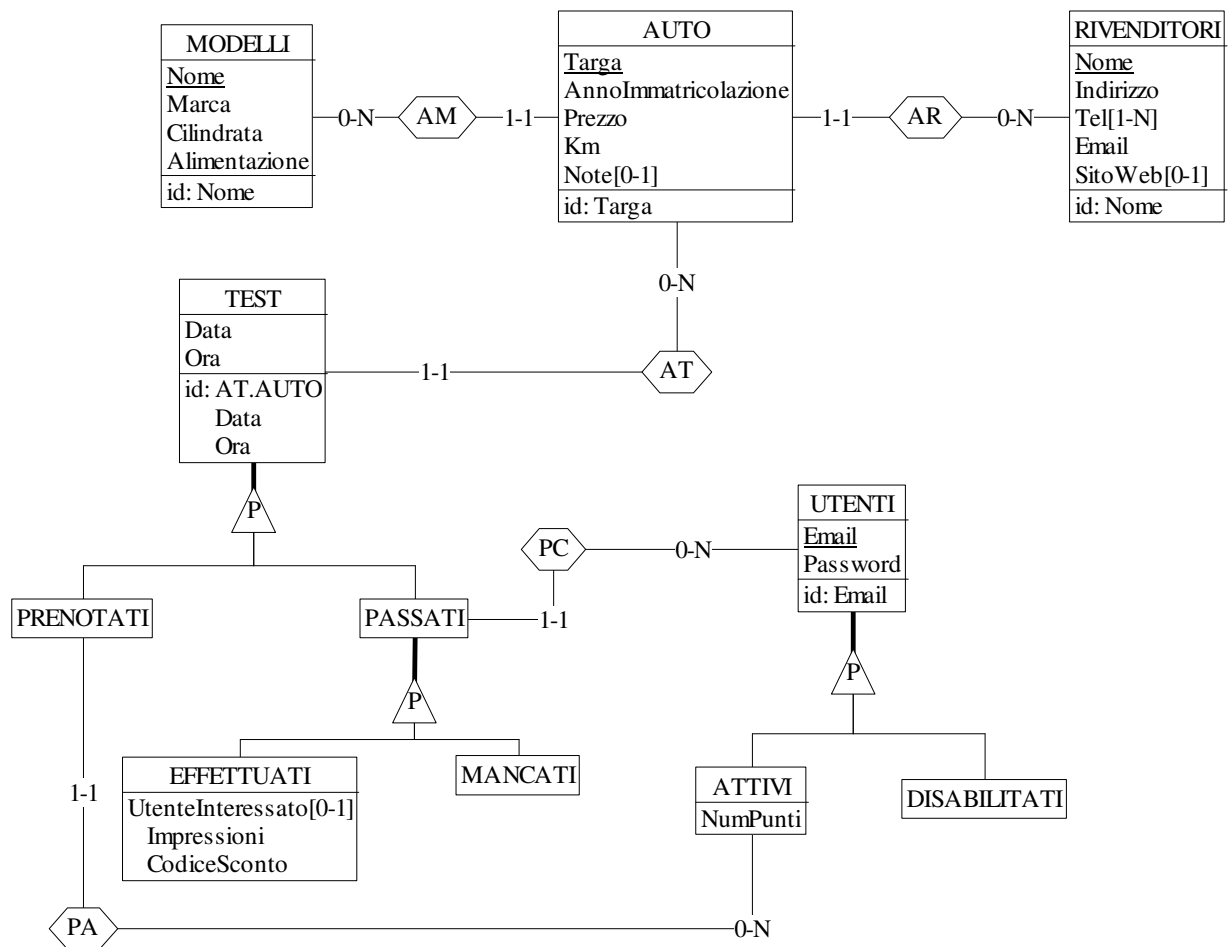 MODELLI
Nome
Marca
Cilindrata
Alimentazione
id: Nome
0-N
AM
1-1
AUTO
Targa
AnnoImmatricolazione
Prezzo
Km
Note[0-1]
id: Targa
1-1
AR
0-N
RIVENDITORI
Nome
Indirizzo
Tel[1-N]
Email
SitoWeb[0-1]
id: Nome
0-N
AT
1-1
TEST
Data
Ora
id: AT.AUTO
Data
Ora
P
PRENOTATI
PASSATI
1-1
PC
0-N
UTENTI
Email
Password
id: Email
P
P
EFFETTUATI
UtenteInteressato[0-1]
Impressioni
CodiceSconto
MANCATI
ATTIVI
NumPunti
DISABILITATI
1-1
PA
0-N